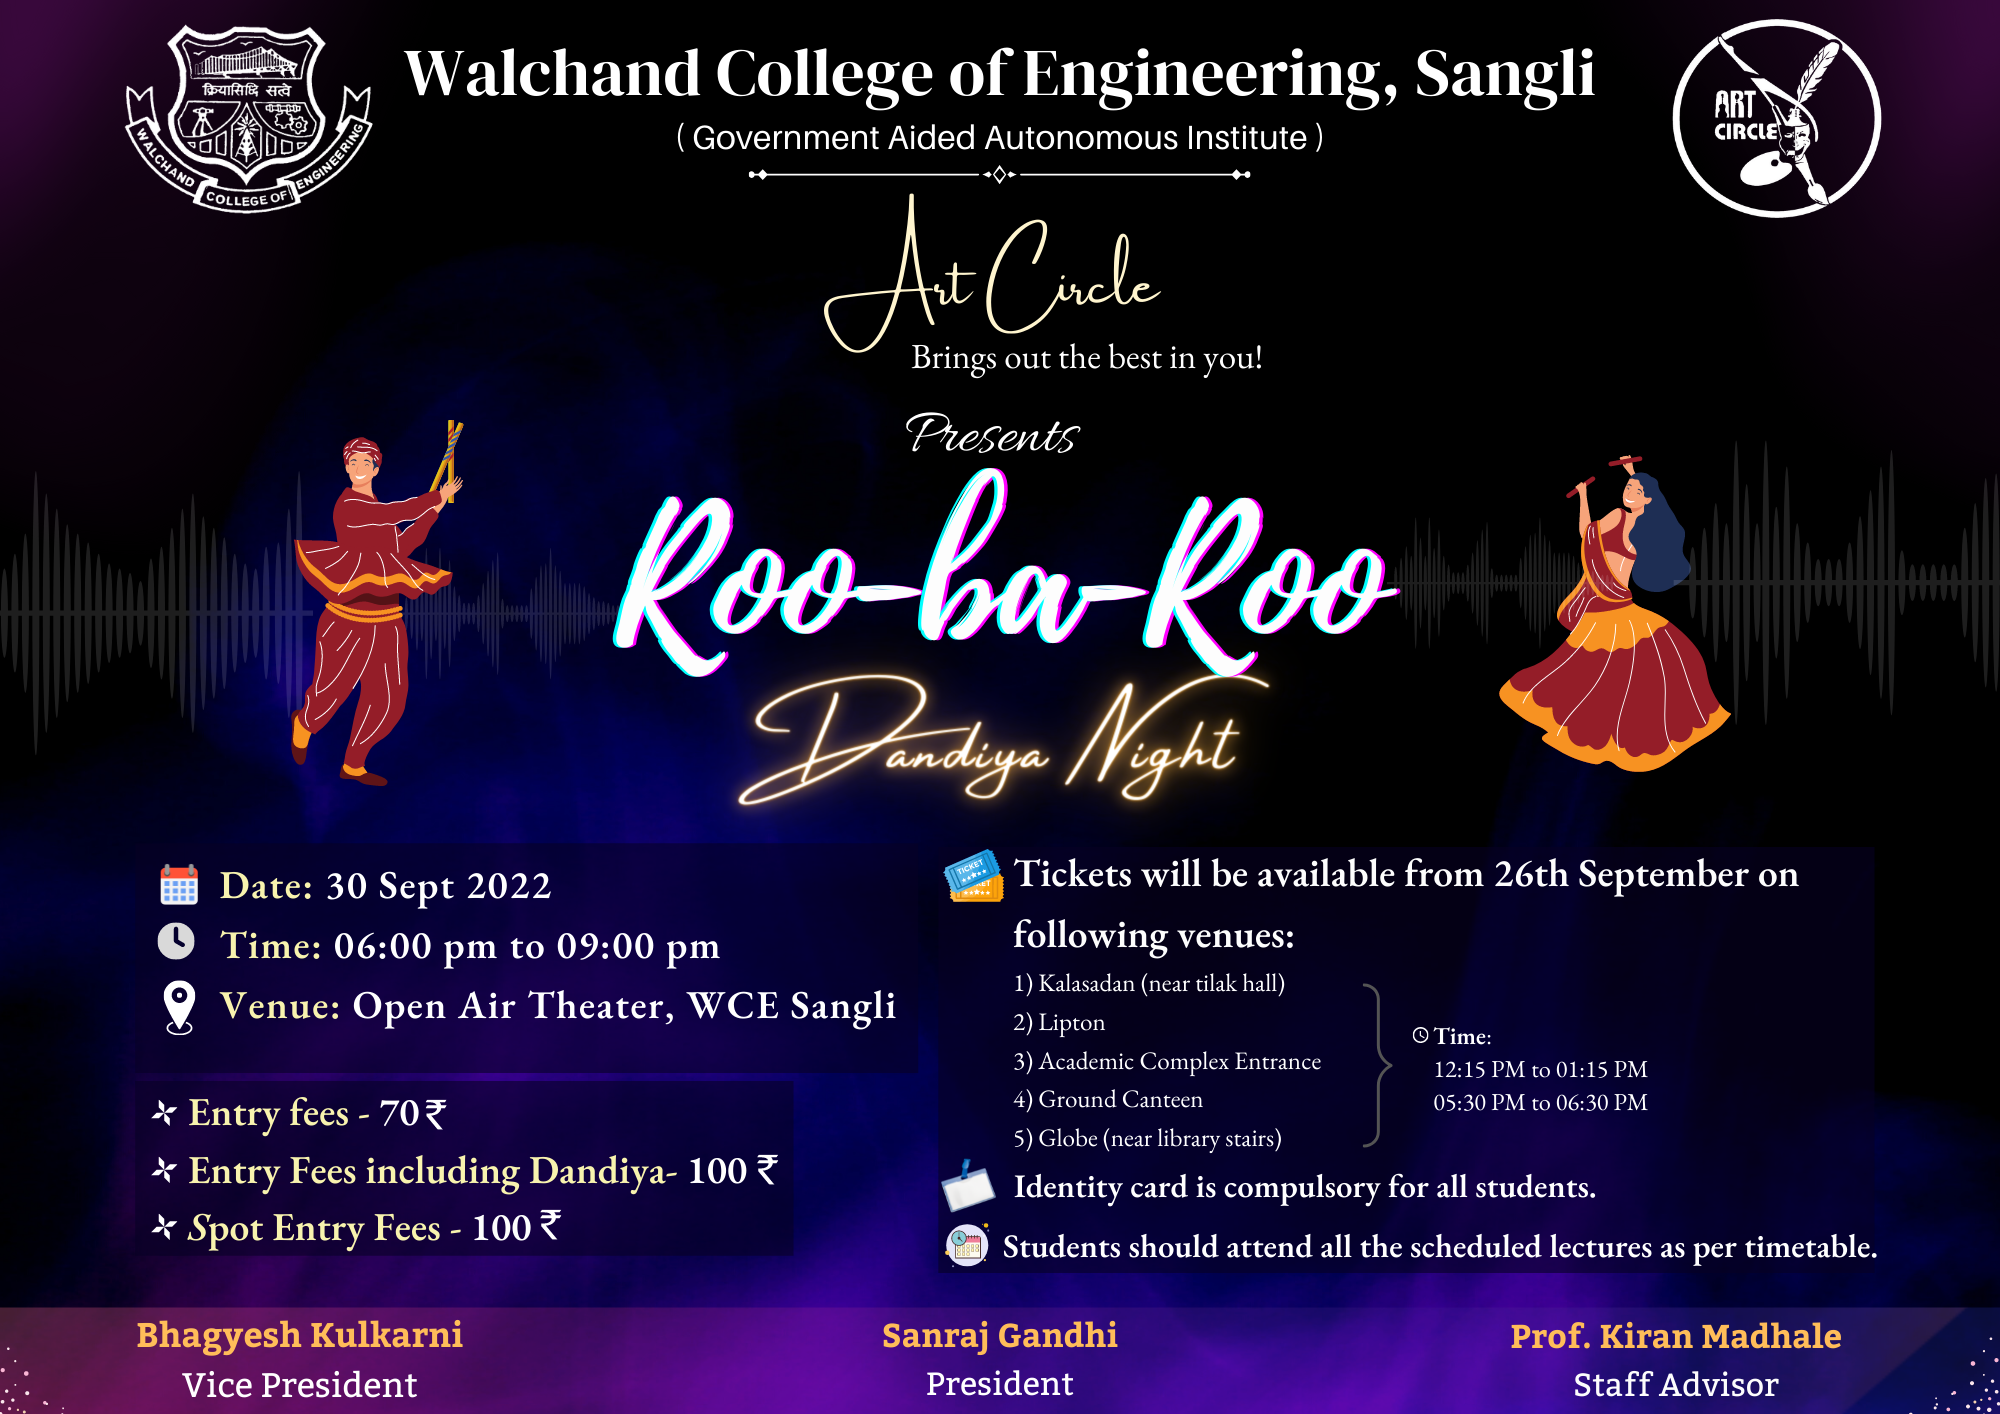 क्रियासिध्दि सत्वे
WALCHAND COLLEGE OF ENGINEERING
Walchand College of Engineering, Sangli
( Government Aided Autonomous Institute )
ART
CIRCLE
Art Circle
Brings out the best in you!
Presents
Roo-ba-Roo
Dandiya Night
Date: 30 Sept 2022
Time: 06:00 pm to 09:00 pm
Venue: Open Air Theater, WCE Sangli
Entry fees - 70₹
Entry Fees including Dandiya- 100 ₹
Spot Entry Fees - 100 ₹
TICKET
Tickets will be available from 26th September on
following venues:
1) Kalasadan (near tilak hall)
2) Lipton
3) Academic Complex Entrance
4) Ground Canteen
5) Globe (near library stairs)
Time:
12:15 PM to 01:15 PM
05:30 PM to 06:30 PM
Identity card is compulsory for all students.
Students should attend all the scheduled lectures as per timetable.
Bhagyesh Kulkarni
Vice President
Sanraj Gandhi
President
Prof. Kiran Madhale
Staff Advisor